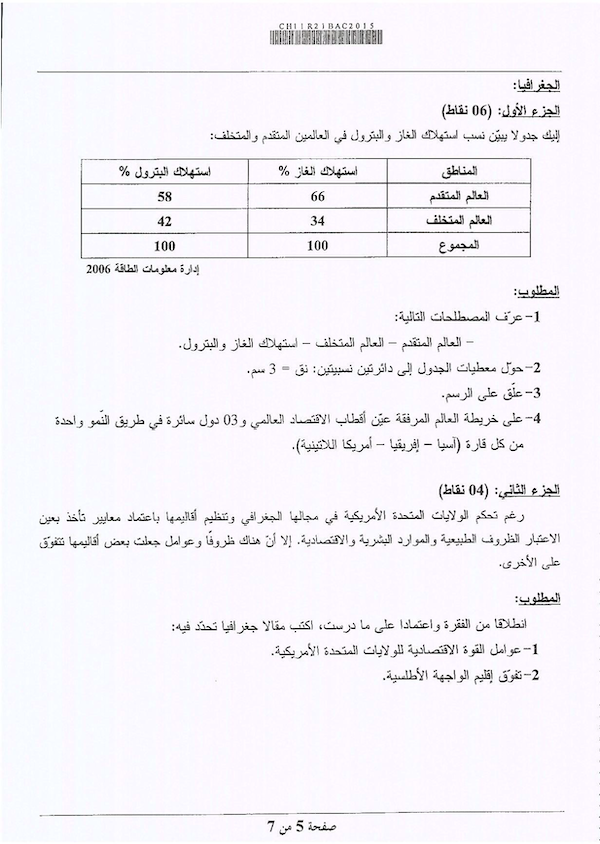 CH11R21BAC2015
الجغرافيا:
الجزء الأول: (06 نقاط)
إليك جدولا يبيّن نسب استهلاك الغاز والبترول في العالمين المتقدم والمتخلف:
المناطق استهلاك الغاز % استهلاك البترول %
العالم المتقدم 66 58
العالم المتخلف 34 42
المجموع 100 100
إدارة معلومات الطاقة 2006
المطلوب:
1- عرّف المصطلحات التالية:
- العالم المتقدم - العالم المتخلف - استهلاك الغاز والبترول.
2- حوّل معطيات الجدول إلى دائرتين نسبيتين: نق = 3 سم.
3- علّق على الرسم.
4- على خريطة العالم المرفقة عيّن أقطاب الاقتصاد العالمي و03 دول سائرة في طريق النّمو واحدة
من كل قارة (آسيا - إفريقيا - أمريكا اللاتينية).
الجزء الثاني: (04 نقاط)
رغم تحكم الولايات المتحدة الأمريكية في مجالها الجغرافي وتنظيم أقاليمها باعتماد معايير تأخذ بعين
الاعتبار الظروف الطبيعية والموارد البشرية والاقتصادية. إلا أنّ هناك ظروفًا وعوامل جعلت بعض أقاليمها تتفوّق
على الأخرى.
المطلوب:
انطلاقا من الفقرة واعتمادا على ما درست، اكتب مقالا جغرافيا تحدّد فيه:
1- عوامل القوة الاقتصادية للولايات المتحدة الأمريكية.
2- تفوّق إقليم الواجهة الأطلسية.
صفحة 5 من 7